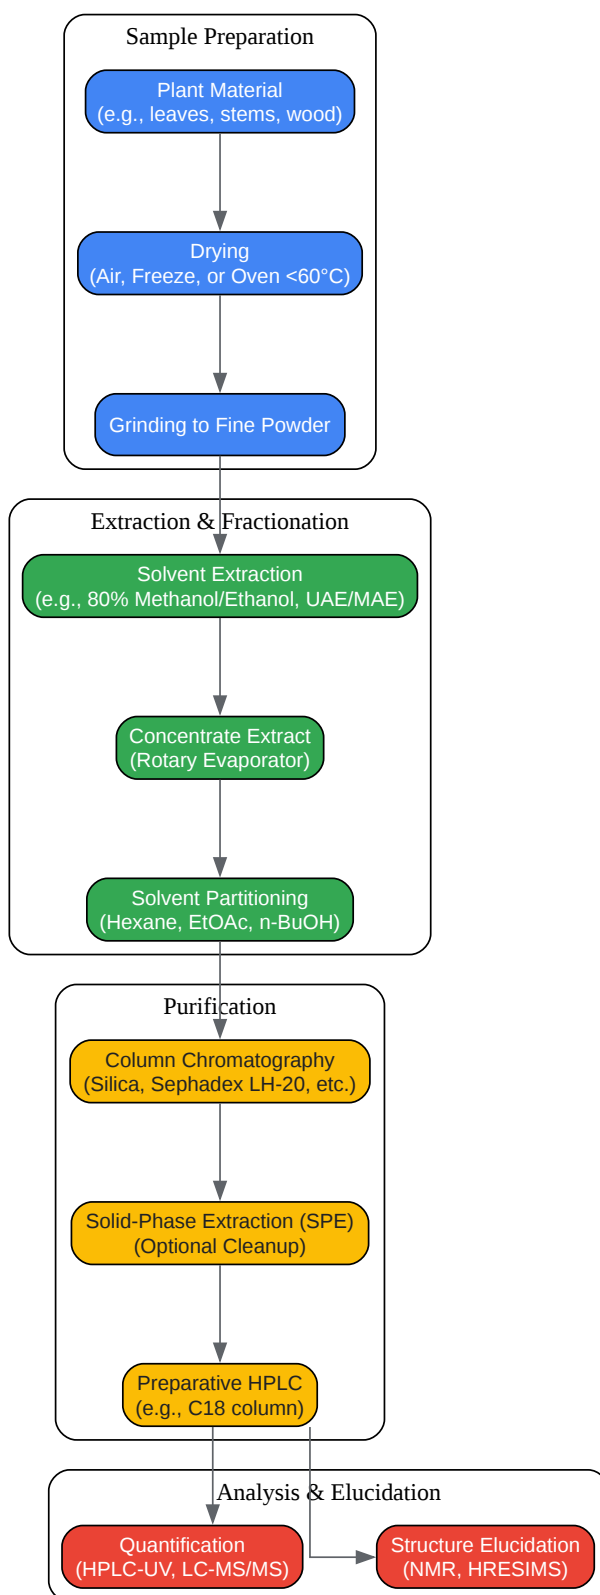 Sample Preparation
Plant Material
(e.g., leaves, stems, wood)
Drying
(Air, Freeze, or Oven <60°C)
Grinding to Fine Powder
Extraction & Fractionation
Solvent Extraction
(e.g., 80% Methanol/Ethanol, UAE/MAE)
Concentrate Extract
(Rotary Evaporator)
Solvent Partitioning
(Hexane, EtOAc, n-BuOH)
Purification
Column Chromatography
(Silica, Sephadex LH-20, etc.)
Solid-Phase Extraction (SPE)
(Optional Cleanup)
Preparative HPLC
(e.g., C18 column)
Analysis & Elucidation
Quantification
(HPLC-UV, LC-MS/MS)
Structure Elucidation
(NMR, HRESIMS)